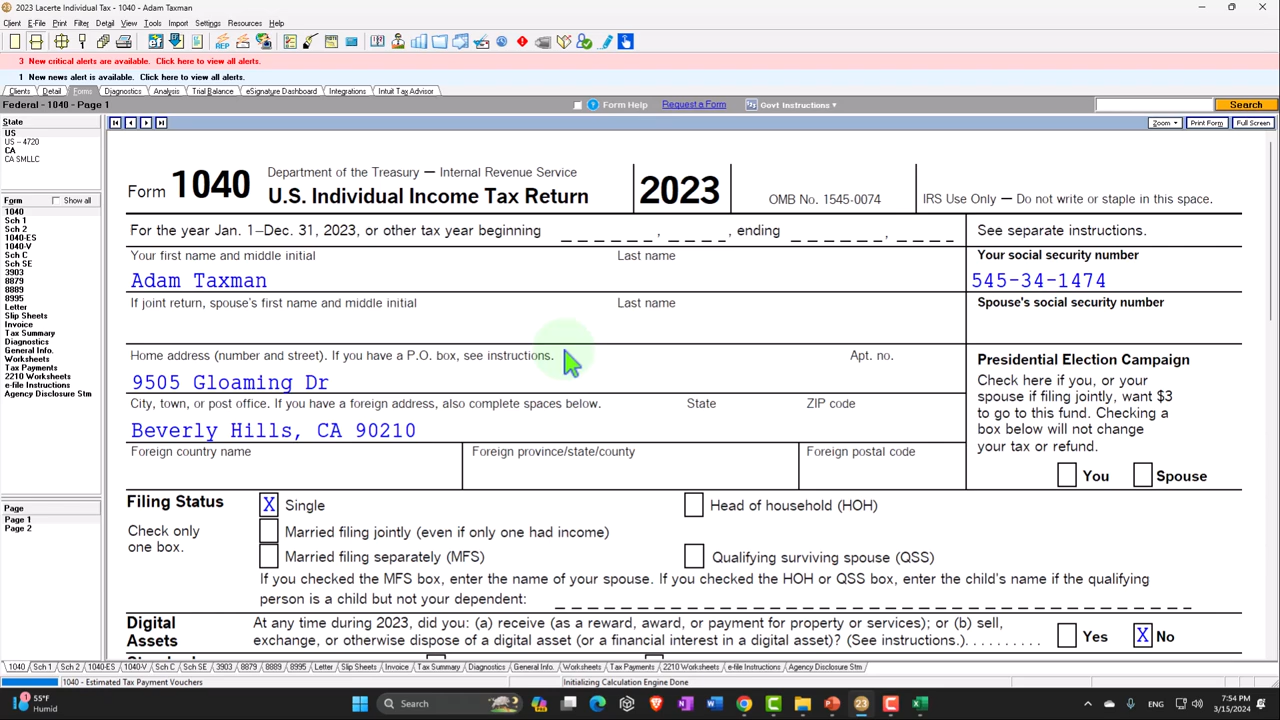 2023 Lacerte Individual Tax - 1040 - Adam Taxman
Client E-File Print Filter Detail View Tools Import Settings Resources Help
3 New critical alerts are available. Click here to view all alerts.
1 New news alert is available. Click here to view all alerts.
Clients Detail Forms Diagnostics Analysis Trial Balance eSignature Dashboard Integrations Intuit Tax Advisor
Federal - 1040 - Page 1 Form Help Request a Form Govt Instructions Search
State
US
US - 4720
CA
CA SMLLC
Zoom Print Form Full Screen
Form Show all
1040
Sch 1
Sch 2
1040-ES
1040-V
Sch C
Sch SE
3903
8879
8889
8995
Letter
Slip Sheets
Invoice
Tax Summary
Diagnostics
General Info.
Worksheets
Tax Payments
2210 Worksheets
e-file Instructions
Agency Disclosure Stm
Page
Page 1
Page 2
Form 1040 Department of the Treasury — Internal Revenue Service
U.S. Individual Income Tax Return 2023 OMB No. 1545-0074 IRS Use Only — Do not write or staple in this space.
For the year Jan. 1–Dec. 31, 2023, or other tax year beginning , , ending , See separate instructions.
Your first name and middle initial Last name Your social security number
Adam Taxman 545-34-1474
If joint return, spouse's first name and middle initial Last name Spouse's social security number
Home address (number and street). If you have a P.O. box, see instructions. Apt. no.
9505 Gloaming Dr
City, town, or post office. If you have a foreign address, also complete spaces below. State ZIP code
Beverly Hills, CA 90210
Foreign country name Foreign province/state/county Foreign postal code
Presidential Election Campaign
Check here if you, or your
spouse if filing jointly, want $3
to go to this fund. Checking a
box below will not change
your tax or refund.
You Spouse
Filing Status X Single Head of household (HOH)
Check only
one box.
Married filing jointly (even if only one had income)
Married filing separately (MFS) Qualifying surviving spouse (QSS)
If you checked the MFS box, enter the name of your spouse. If you checked the HOH or QSS box, enter the child's name if the qualifying
person is a child but not your dependent:
Digital
Assets
At any time during 2023, did you: (a) receive (as a reward, award, or payment for property or services); or (b) sell,
exchange, or otherwise dispose of a digital asset (or a financial interest in a digital asset)? (See instructions.) . . . . . . . . . . Yes X No
1040 Sch 1 Sch 2 1040-ES 1040-V Sch C Sch SE 3903 8879 8889 8995 Letter Slip Sheets Invoice Tax Summary Diagnostics General Info. Worksheets Tax Payments 2210 Worksheets e-file Instructions Agency Disclosure Stm
1040 - Estimated Tax Payment Vouchers Initializing Calculation Engine Done
55°F
Humid
Search
ENG
7:54 PM
3/15/2024